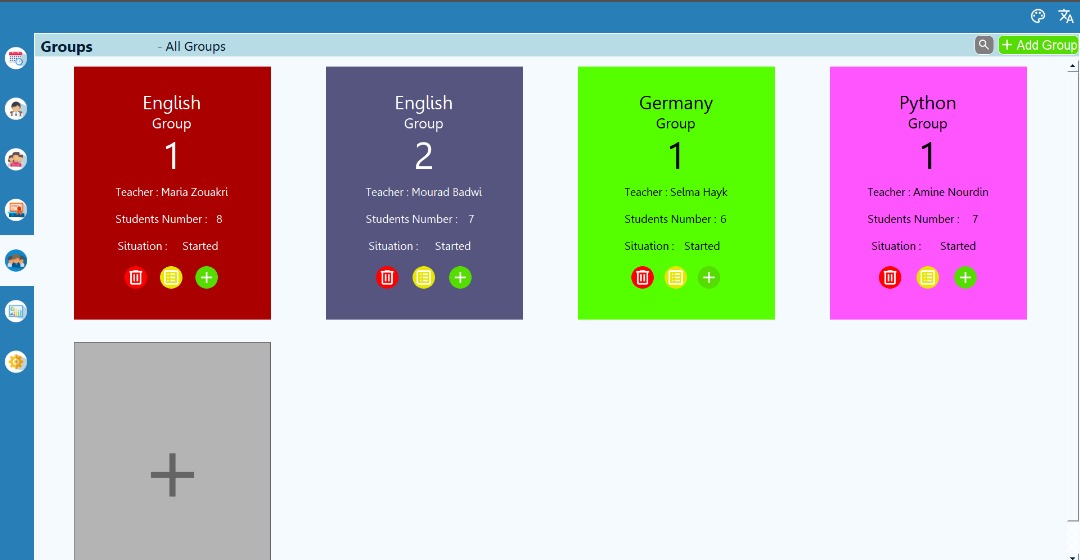 Groups - All Groups
+ Add Group
English
Group
1
Teacher : Maria Zouakri
Students Number : 8
Situation : Started
English
Group
2
Teacher : Mourad Badwi
Students Number : 7
Situation : Started
Germany
Group
1
Teacher : Selma Hayk
Students Number : 6
Situation : Started
Python
Group
1
Teacher : Amine Nourdin
Students Number : 7
Situation : Started